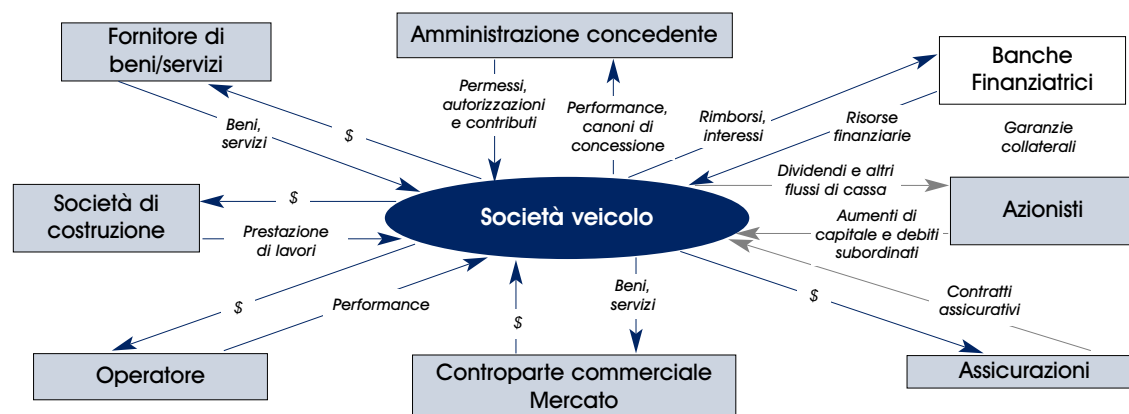 Fornitore di
beni/servizi
Amministrazione concedente
Banche
Finanziatrici
Permessi,
autorizzazioni
e contributi
Performance,
canoni di
concessione
Rimborsi,
interessi
Risorse
finanziarie
Garanzie
collaterali
Beni,
servizi
$
Dividendi e altri
flussi di cassa
Società di
costruzione
$
Prestazione
di lavori
Società veicolo
Aumenti di
capitale e debiti
subordinati
Azionisti
$
Performance
$
Beni,
servizi
$
Contratti
assicurativi
Operatore
Controparte commerciale
Mercato
Assicurazioni